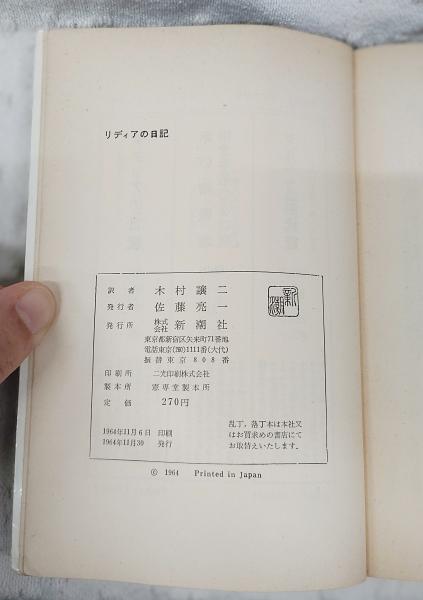 リディアの日記
訳者 木村譲二
発行者 佐藤亮一
発行所 株式会社 新潮社
東京都新宿区矢来町71番地
電話東京(260)1111番(大代)
振替東京808番
印刷所 二光印刷株式会社
製本所 憲専堂製本所
定価 270円
1964年11月6日 印刷
1964年11月30 発行
乱丁，落丁本は本社又
はお買求めの書店にて
お取替えいたします。
© 1964 Printed in Japan